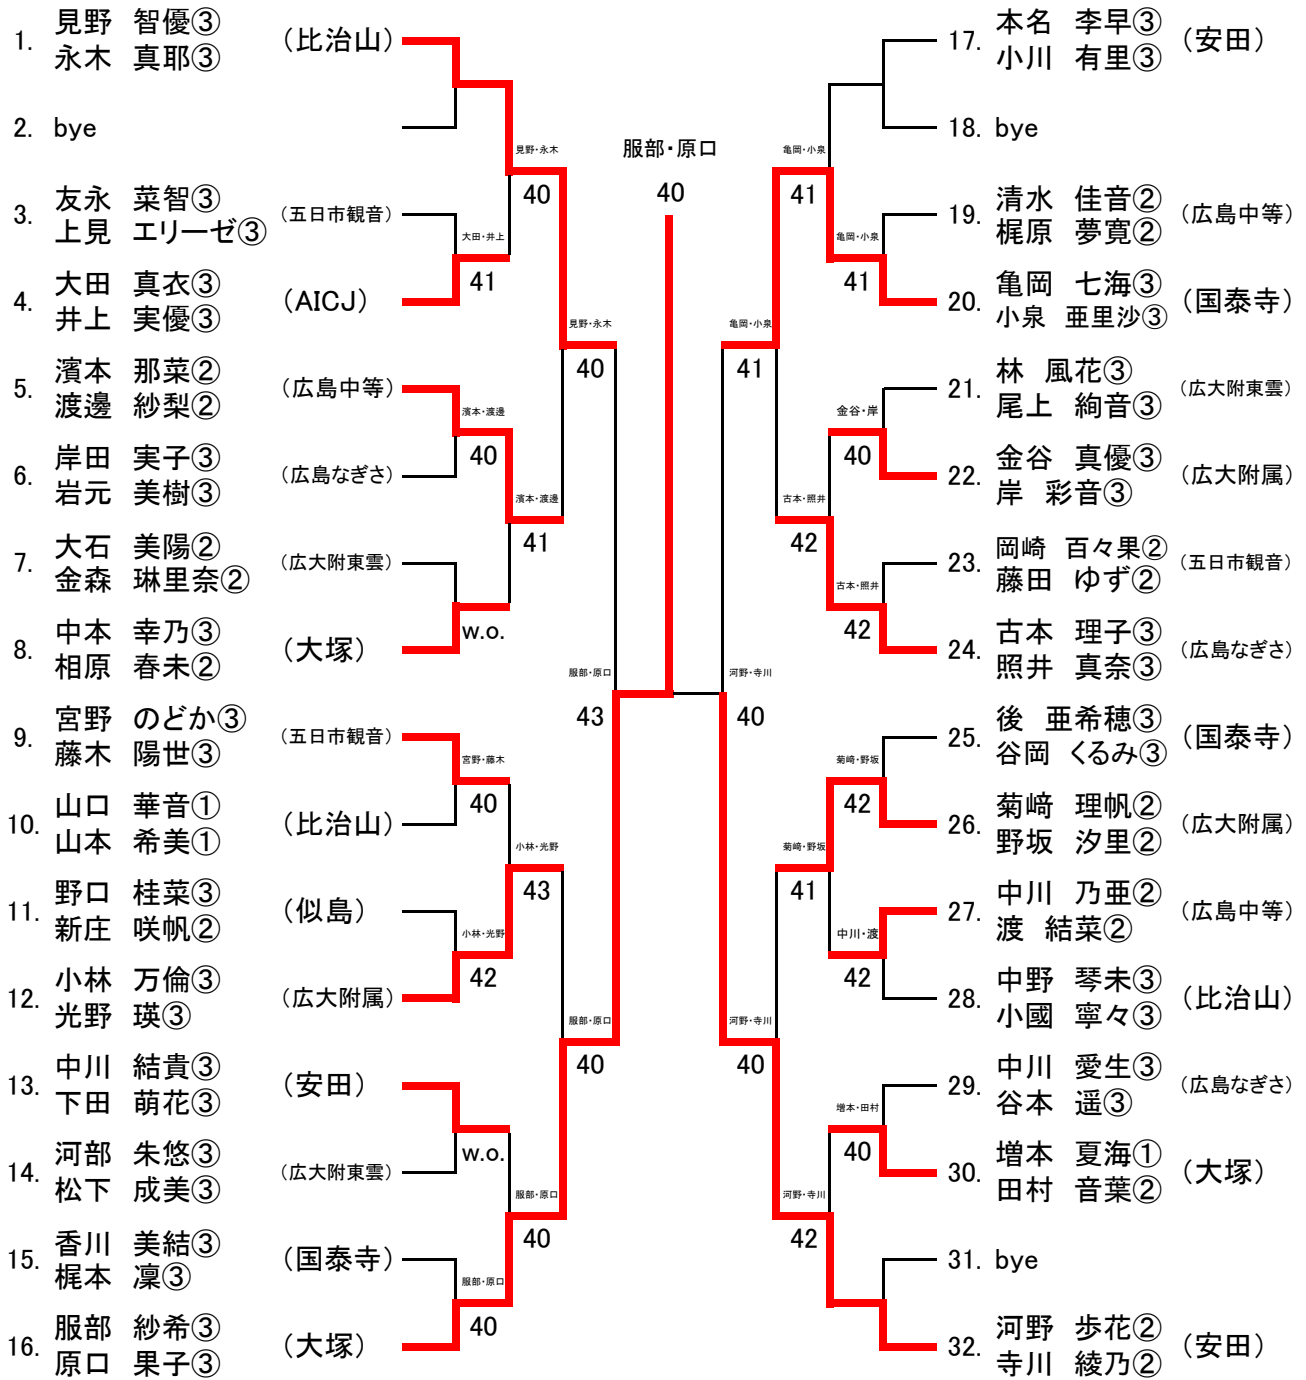 1. 見野 智優③ (比治山)
永木 真耶③
2. bye
3. 友永 菜智③ (五日市観音)
上見 エリーゼ③
4. 大田 真衣③ (AICJ)
井上 実優③
5. 濱本 那菜② (広島中等)
渡邊 紗梨②
6. 岸田 実子③ (広島なぎさ)
岩元 美樹③
7. 大石 美陽② (広大附東雲)
金森 琳里奈②
8. 中本 幸乃③ (大塚)
相原 春未②
9. 宮野 のどか③ (五日市観音)
藤木 陽世③
10. 山口 華音① (比治山)
山本 希美①
11. 野口 桂菜③ (似島)
新庄 咲帆②
12. 小林 万倫③ (広大附属)
光野 瑛③
13. 中川 結貴③ (安田)
下田 萌花③
14. 河部 朱悠③ (広大附東雲)
松下 成美③
15. 香川 美結③ (国泰寺)
梶本 凜③
16. 服部 紗希③ (大塚)
原口 果子③
大田・井上
41
濱本・渡邊
40
w.o.
宮野・藤木
40
小林・光野
42
w.o.
服部・原口
40
見野・永木
40
濱本・渡邊
41
小林・光野
43
服部・原口
40
見野・永木
40
服部・原口
40
服部・原口
43
服部・原口
40
河野・寺川
40
亀岡・小泉
41
河野・寺川
40
亀岡・小泉
41
古本・照井
42
菊﨑・野坂
41
河野・寺川
42
亀岡・小泉
41
金谷・岸
40
古本・照井
42
菊﨑・野坂
42
中川・渡
42
増本・田村
40
17. 本名 李早③ (安田)
小川 有里③
18. bye
19. 清水 佳音② (広島中等)
梶原 夢寛②
20. 亀岡 七海③ (国泰寺)
小泉 亜里沙③
21. 林 風花③ (広大附東雲)
尾上 絢音③
22. 金谷 真優③ (広大附属)
岸 彩音③
23. 岡崎 百々果② (五日市観音)
藤田 ゆず②
24. 古本 理子③ (広島なぎさ)
照井 真奈③
25. 後 亜希穂③ (国泰寺)
谷岡 くるみ③
26. 菊﨑 理帆② (広大附属)
野坂 汐里②
27. 中川 乃亜② (広島中等)
渡 結菜②
28. 中野 琴未③ (比治山)
小國 寧々③
29. 中川 愛生③ (広島なぎさ)
谷本 遥③
30. 増本 夏海① (大塚)
田村 音葉②
31. bye
32. 河野 歩花② (安田)
寺川 綾乃②